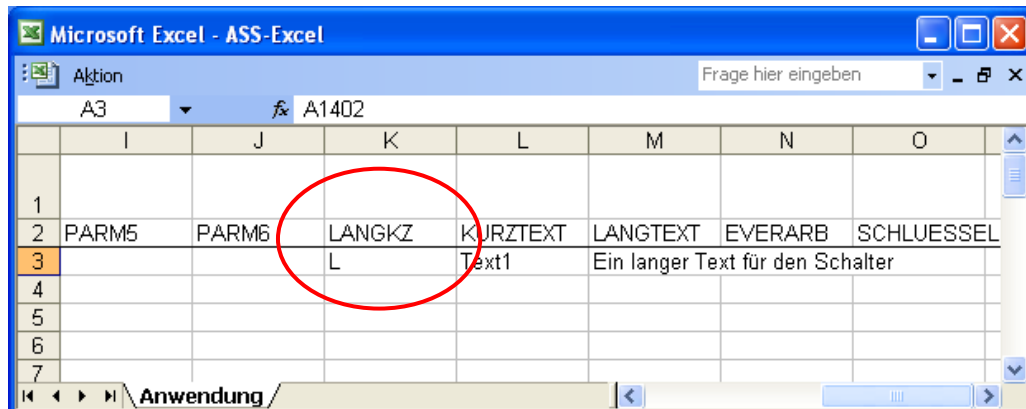 Microsoft Excel - ASS-Excel
Aktion Frage hier eingeben
A3 fx A1402
I J K L M N O
1
2 PARM5 PARM6 LANGKZ KURZTEXT LANGTEXT EVERARB SCHLUESSEL
3 L Text1 Ein langer Text für den Schalter
4
5
6
7
Anwendung